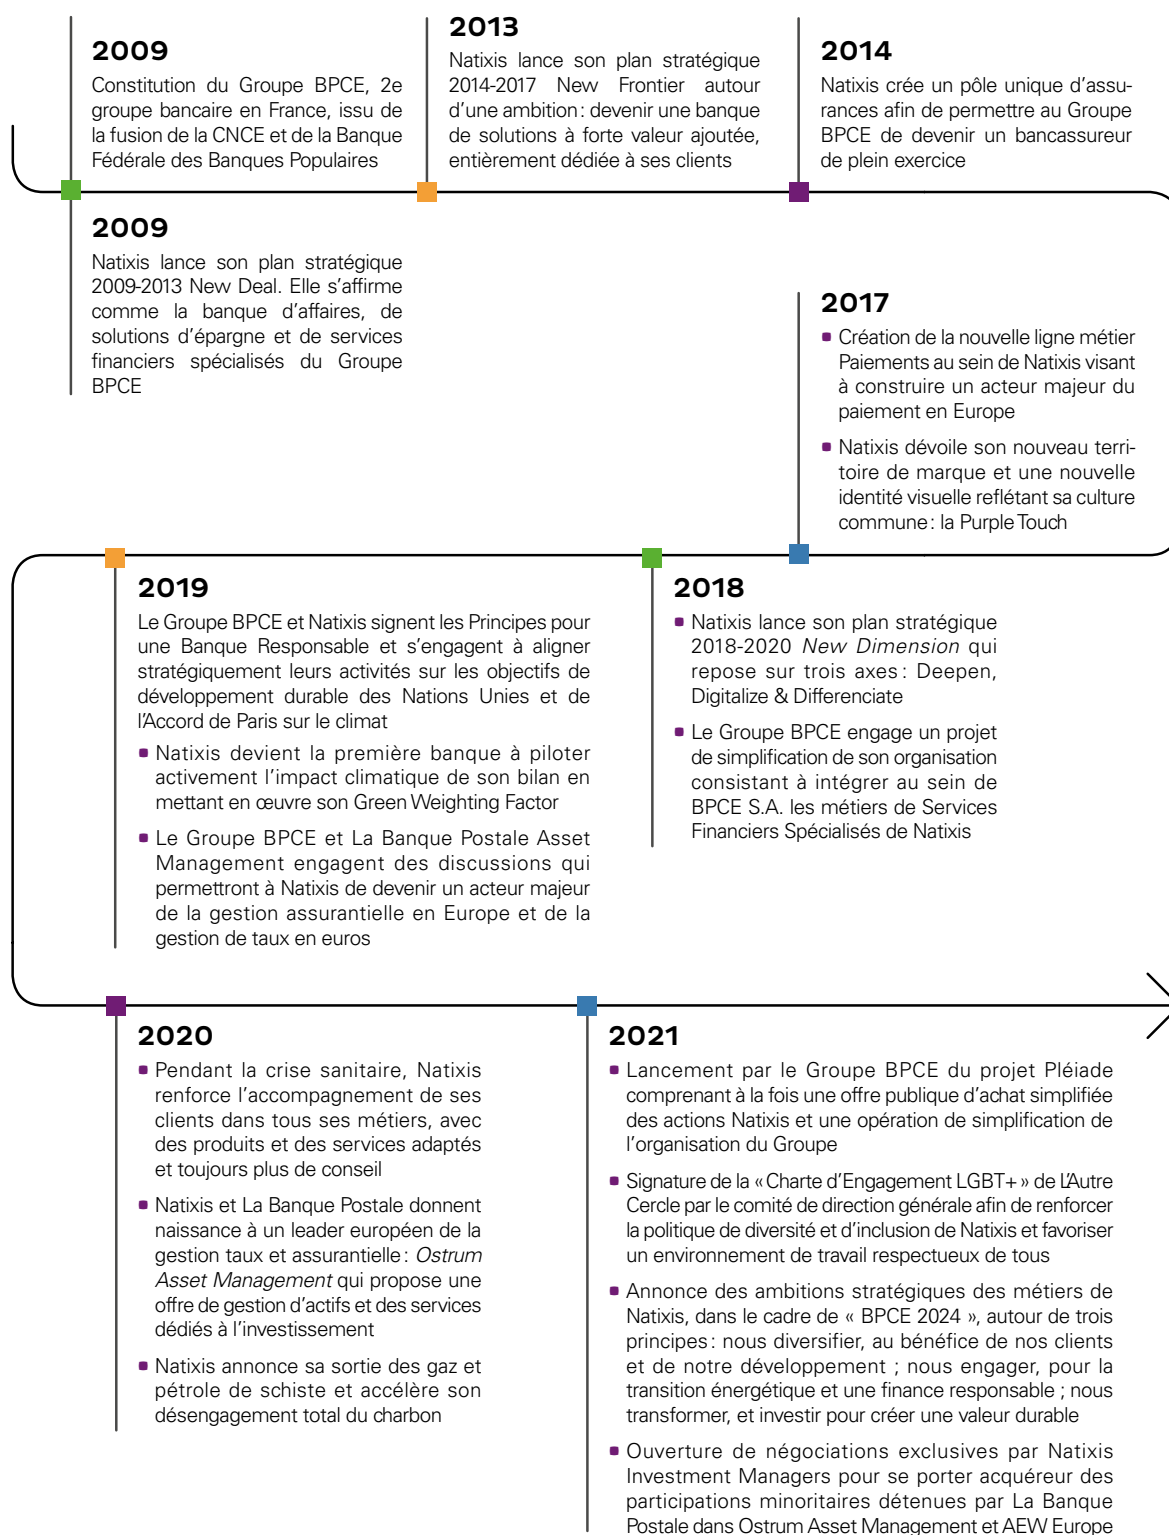 2009
Constitution du Groupe BPCE, 2e
groupe bancaire en France, issu de
la fusion de la CNCE et de la Banque
Fédérale des Banques Populaires
2009
Natixis lance son plan stratégique
2009-2013 New Deal. Elle s’affirme
comme la banque d’affaires, de
solutions d’épargne et de services
financiers spécialisés du Groupe
BPCE
2013
Natixis lance son plan stratégique
2014-2017 New Frontier autour
d’une ambition : devenir une banque
de solutions à forte valeur ajoutée,
entièrement dédiée à ses clients
2014
Natixis crée un pôle unique d’assu-
rances afin de permettre au Groupe
BPCE de devenir un bancassureur
de plein exercice
2017
Création de la nouvelle ligne métier
Paiements au sein de Natixis visant
à construire un acteur majeur du
paiement en Europe
Natixis dévoile son nouveau terri-
toire de marque et une nouvelle
identité visuelle reflétant sa culture
commune : la Purple Touch
2018
Natixis lance son plan stratégique
2018-2020 New Dimension qui
repose sur trois axes : Deepen,
Digitalize & Differenciate
Le Groupe BPCE engage un projet
de simplification de son organisation
consistant à intégrer au sein de
BPCE S.A. les métiers de Services
Financiers Spécialisés de Natixis
2019
Le Groupe BPCE et Natixis signent les Principes pour
une Banque Responsable et s’engagent à aligner
stratégiquement leurs activités sur les objectifs de
développement durable des Nations Unies et de
l’Accord de Paris sur le climat
Natixis devient la première banque à piloter
activement l’impact climatique de son bilan en
mettant en œuvre son Green Weighting Factor
Le Groupe BPCE et La Banque Postale Asset
Management engagent des discussions qui
permettront à Natixis de devenir un acteur majeur
de la gestion assurantielle en Europe et de la
gestion de taux en euros
2020
Pendant la crise sanitaire, Natixis
renforce l’accompagnement de ses
clients dans tous ses métiers, avec
des produits et des services adaptés
et toujours plus de conseil
Natixis et La Banque Postale donnent
naissance à un leader européen de la
gestion taux et assurantielle : Ostrum
Asset Management qui propose une
offre de gestion d’actifs et des services
dédiés à l’investissement
Natixis annonce sa sortie des gaz et
pétrole de schiste et accélère son
désengagement total du charbon
2021
Lancement par le Groupe BPCE du projet Pléiade
comprenant à la fois une offre publique d’achat simplifiée
des actions Natixis et une opération de simplification de
l’organisation du Groupe
Signature de la « Charte d’Engagement LGBT+ » de L’Autre
Cercle par le comité de direction générale afin de renforcer
la politique de diversité et d’inclusion de Natixis et favoriser
un environnement de travail respectueux de tous
Annonce des ambitions stratégiques des métiers de
Natixis, dans le cadre de « BPCE 2024 », autour de trois
principes : nous diversifier, au bénéfice de nos clients
et de notre développement ; nous engager, pour la
transition énergétique et une finance responsable ; nous
transformer, et investir pour créer une valeur durable
Ouverture de négociations exclusives par Natixis
Investment Managers pour se porter acquéreur des
participations minoritaires détenues par La Banque
Postale dans Ostrum Asset Management et AEW Europe